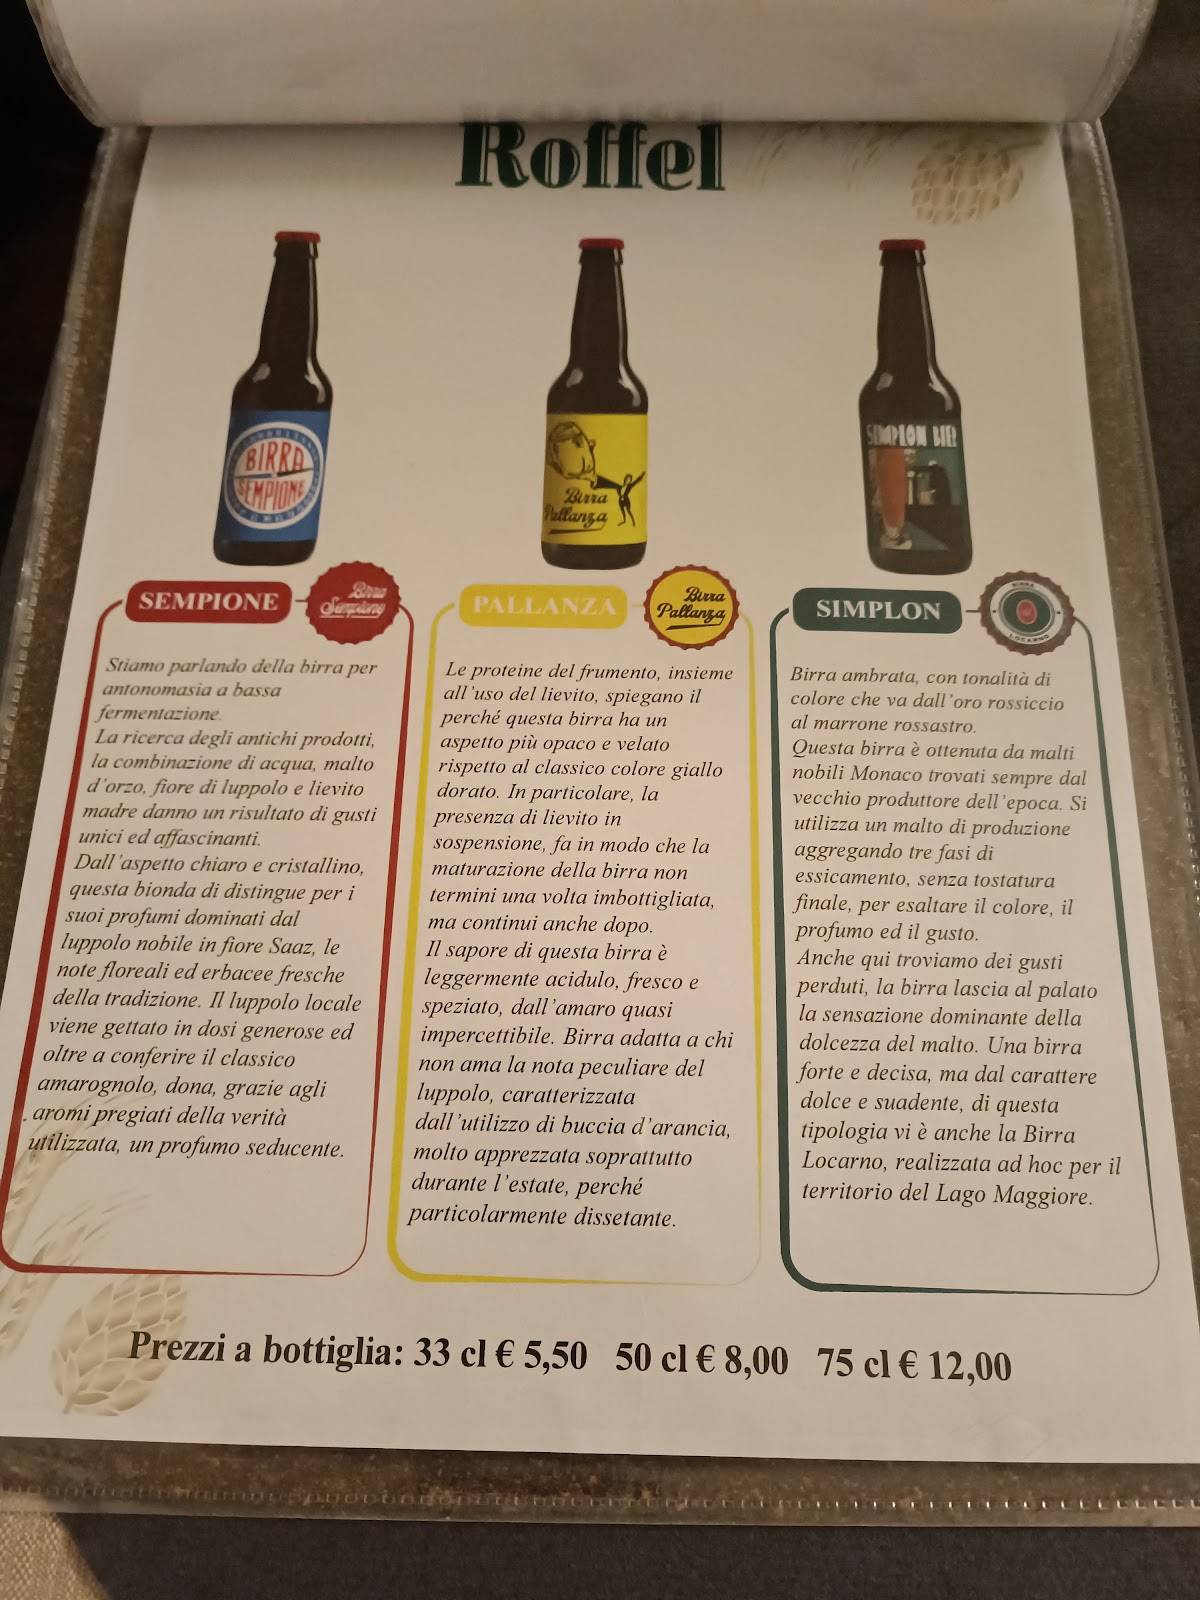 Roffel
BIRRA
SEMPIONE
Birra
Pallanza
SIMPLON BIER
SEMPIONE
Birra
Sempione
PALLANZA
Birra
Pallanza
SIMPLON
BIRRA
LOCARNO
Stiamo parlando della birra per
antonomasia a bassa
fermentazione.
La ricerca degli antichi prodotti,
la combinazione di acqua, malto
d'orzo, fiore di luppolo e lievito
madre danno un risultato di gusti
unici ed affascinanti.
Dall'aspetto chiaro e cristallino,
questa bionda di distingue per i
suoi profumi dominati dal
luppolo nobile in fiore Saaz, le
note floreali ed erbacee fresche
della tradizione. Il luppolo locale
viene gettato in dosi generose ed
oltre a conferire il classico
amarognolo, dona, grazie agli
aromi pregiati della verità
utilizzata, un profumo seducente.
Le proteine del frumento, insieme
all'uso del lievito, spiegano il
perché questa birra ha un
aspetto più opaco e velato
rispetto al classico colore giallo
dorato. In particolare, la
presenza di lievito in
sospensione, fa in modo che la
maturazione della birra non
termini una volta imbottigliata,
ma continui anche dopo.
Il sapore di questa birra è
leggermente acidulo, fresco e
speziato, dall'amaro quasi
impercettibile. Birra adatta a chi
non ama la nota peculiare del
luppolo, caratterizzata
dall'utilizzo di buccia d'arancia,
molto apprezzata soprattutto
durante l'estate, perché
particolarmente dissetante.
Birra ambrata, con tonalità di
colore che va dall'oro rossiccio
al marrone rossastro.
Questa birra è ottenuta da malti
nobili Monaco trovati sempre dal
vecchio produttore dell'epoca. Si
utilizza un malto di produzione
aggregando tre fasi di
essicamento, senza tostatura
finale, per esaltare il colore, il
profumo ed il gusto.
Anche qui troviamo dei gusti
perduti, la birra lascia al palato
la sensazione dominante della
dolcezza del malto. Una birra
forte e decisa, ma dal carattere
dolce e suadente, di questa
tipologia vi è anche la Birra
Locarno, realizzata ad hoc per il
territorio del Lago Maggiore.
Prezzi a bottiglia: 33 cl € 5,50 50 cl € 8,00 75 cl € 12,00